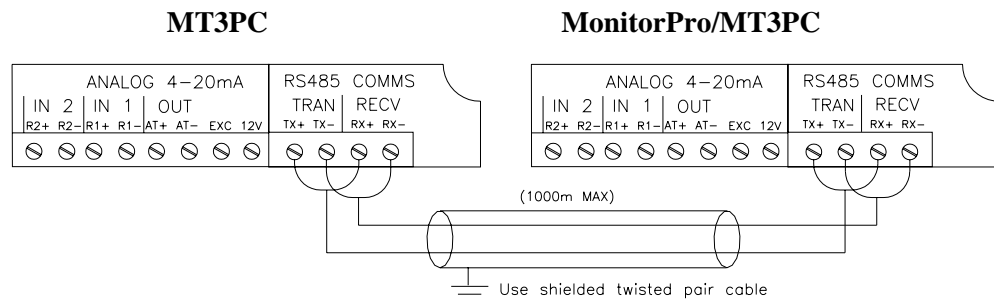 MT3PC MonitorPro/MT3PC
ANALOG 4-20mA RS485 COMMS ANALOG 4-20mA RS485 COMMS
IN 2 IN 1 OUT TRAN RECV IN 2 IN 1 OUT TRAN RECV
R2+ R2- R1+ R1- AT+ AT- EXC 12V TX+ TX- RX+ RX- R2+ R2- R1+ R1- AT+ AT- EXC 12V TX+ TX- RX+ RX-
(1000m MAX)
Use shielded twisted pair cable